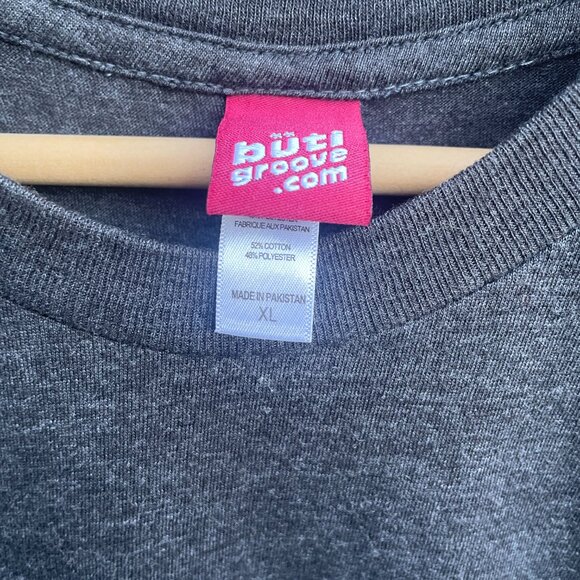 büti
groove
.com
FABRIQUE AUX PAKISTAN
52% COTTON
48% POLYESTER
MADE IN PAKISTAN
XL